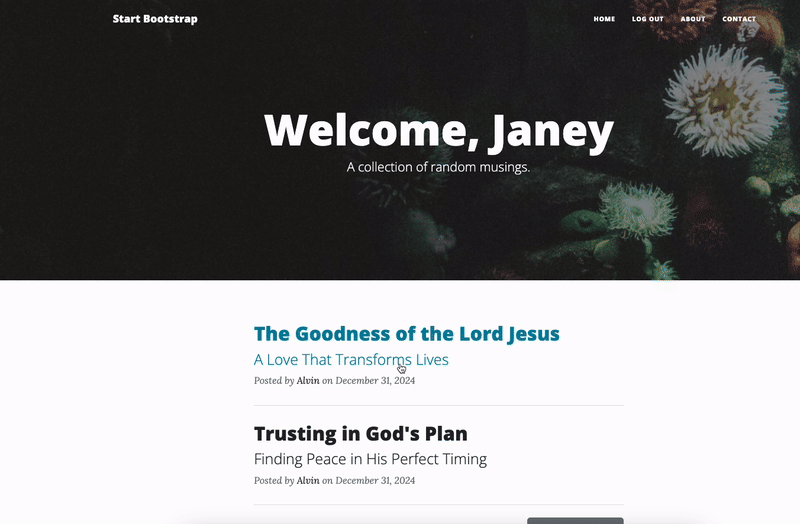 Start Bootstrap
HOME LOG OUT ABOUT CONTACT
Welcome, Janey
A collection of random musings.
The Goodness of the Lord Jesus
A Love That Transforms Lives
Posted by Alvin on December 31, 2024
Trusting in God's Plan
Finding Peace in His Perfect Timing
Posted by Alvin on December 31, 2024